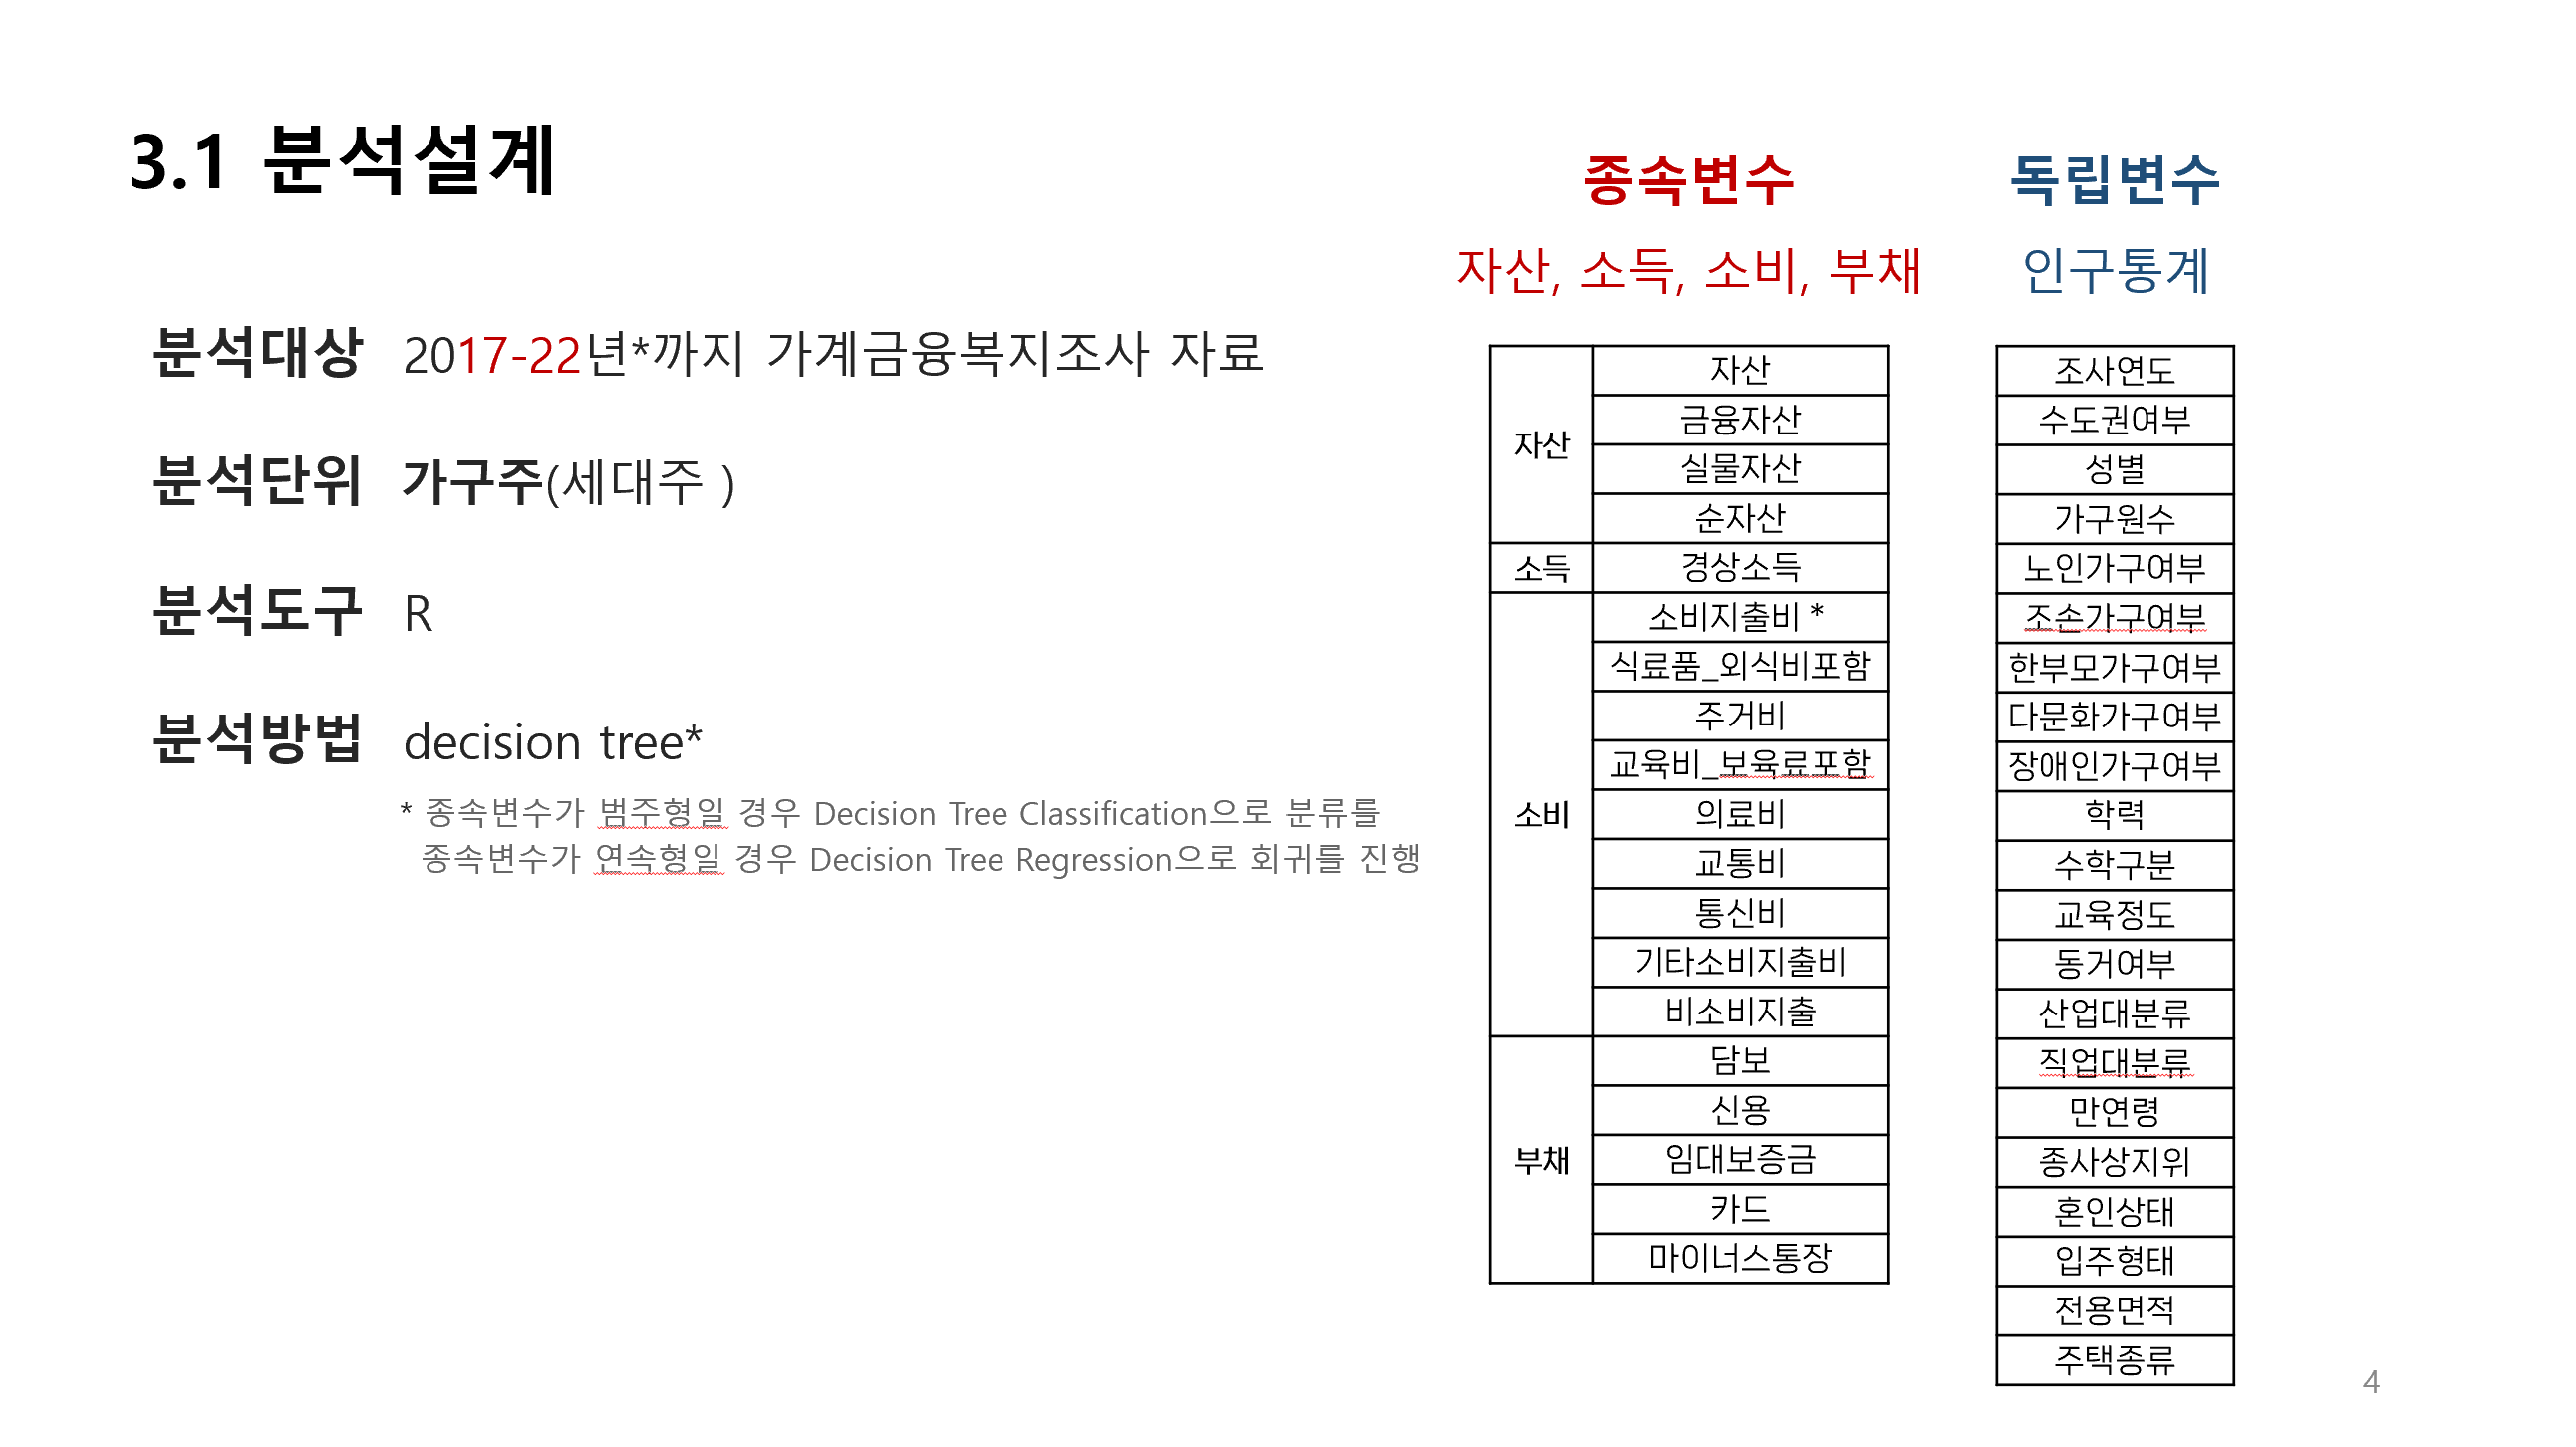 3.1 분석설계
분석대상 2017-22년*까지 가계금융복지조사 자료
분석단위 가구주(세대주 )
분석도구 R
분석방법 decision tree*
* 종속변수가 범주형일 경우 Decision Tree Classification으로 분류를
종속변수가 연속형일 경우 Decision Tree Regression으로 회귀를 진행
종속변수
자산, 소득, 소비, 부채
자산
자산
금융자산
실물자산
순자산
소득
경상소득
소비
소비지출비 *
식료품_외식비포함
주거비
교육비_보육료포함
의료비
교통비
통신비
기타소비지출비
비소비지출
부채
담보
신용
임대보증금
카드
마이너스통장
독립변수
인구통계
조사연도
수도권여부
성별
가구원수
노인가구여부
조손가구여부
한부모가구여부
다문화가구여부
장애인가구여부
학력
수학구분
교육정도
동거여부
산업대분류
직업대분류
만연령
종사상지위
혼인상태
입주형태
전용면적
주택종류
4